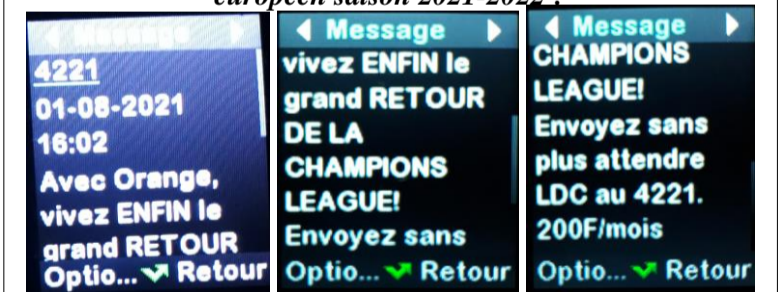 européen saison 2021-2022 .
Message
4221
01-08-2021
16:02
Avec Orange,
vivez ENFIN le
grand RETOUR
Optio... Retour
Message
vivez ENFIN le
grand RETOUR
DE LA
CHAMPIONS
LEAGUE!
Envoyez sans
Optio... Retour
Message
CHAMPIONS
LEAGUE!
Envoyez sans
plus attendre
LDC au 4221.
200F/mois
Optio... Retour